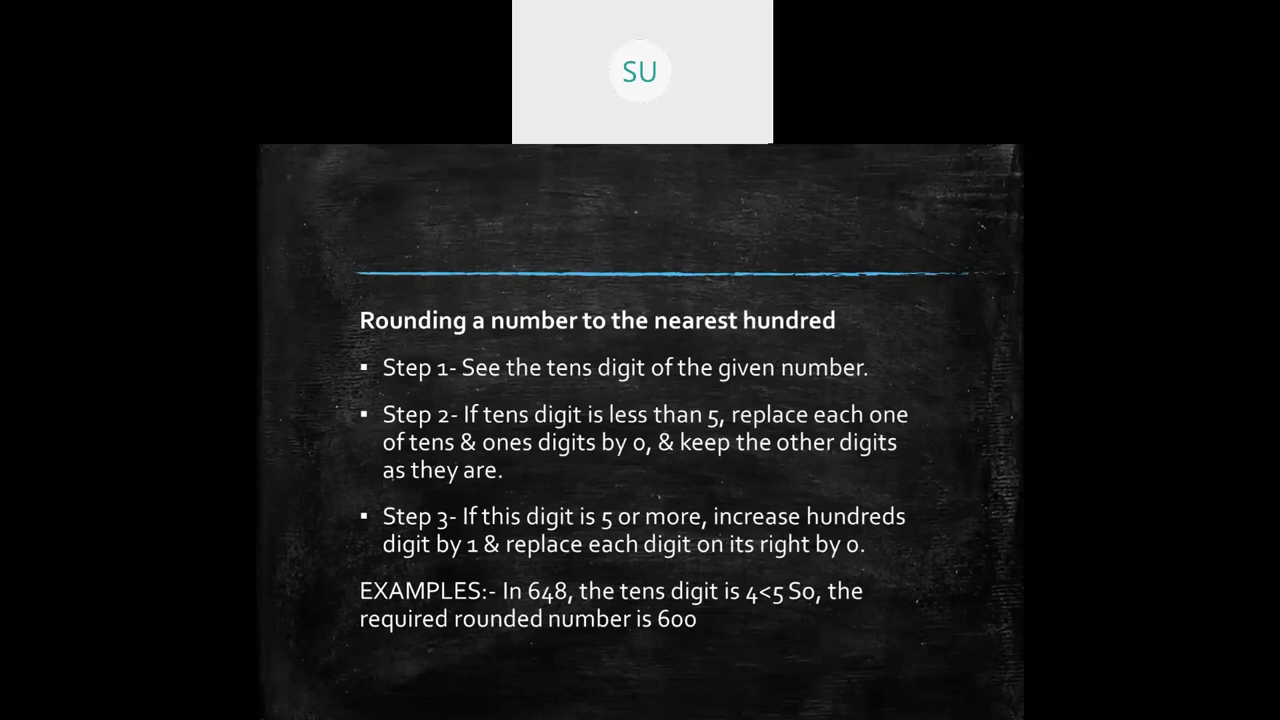 SU
Rounding a number to the nearest hundred
▪ Step 1- See the tens digit of the given number.
▪ Step 2- If tens digit is less than 5, replace each one
of tens & ones digits by 0, & keep the other digits
as they are.
▪ Step 3- If this digit is 5 or more, increase hundreds
digit by 1 & replace each digit on its right by 0.
EXAMPLES:- In 648, the tens digit is 4<5 So, the
required rounded number is 600